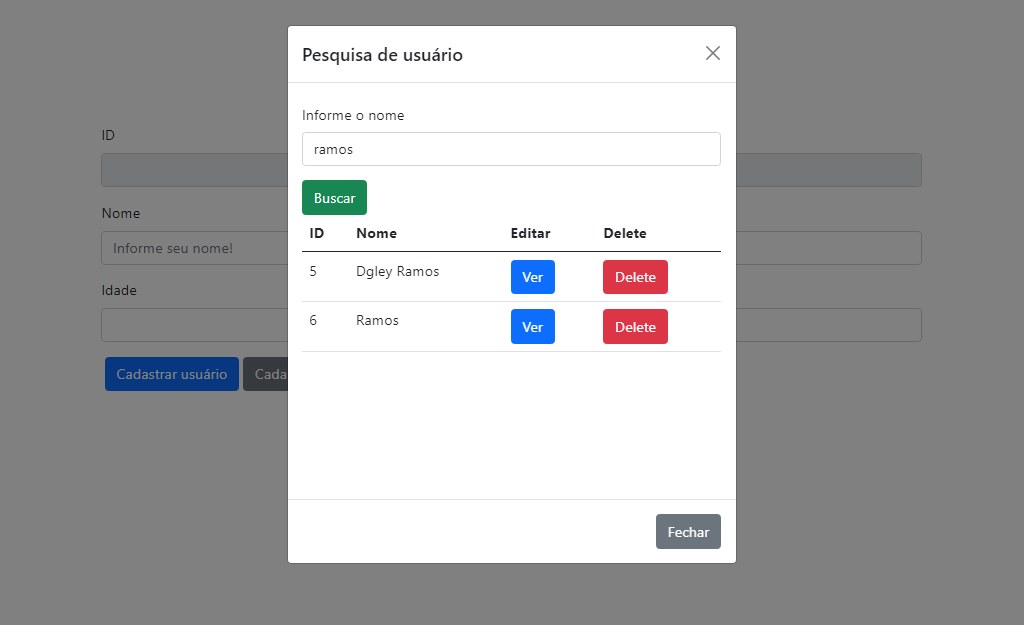 Pesquisa de usuário
Informe o nome
ramos
Buscar
ID Nome Editar Delete
5 Dgley Ramos Ver Delete
6 Ramos Ver Delete
Fechar
ID
Nome
Informe seu nome!
Idade
Cadastrar usuário